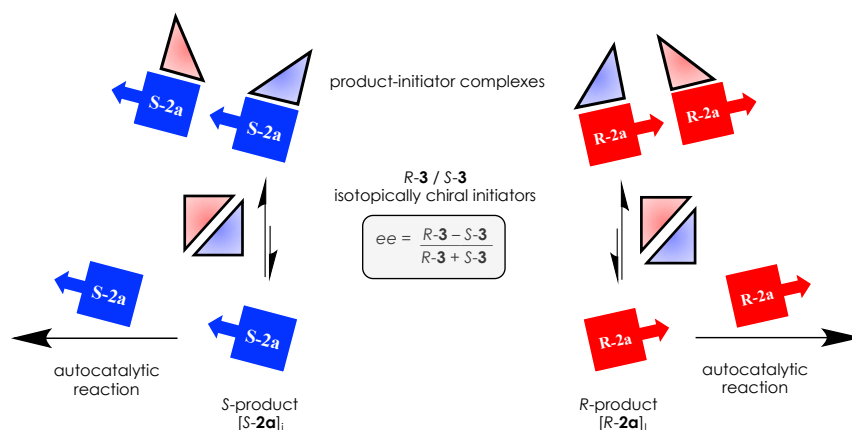 product-initiator complexes
S-2a
S-2a
R-2a
R-2a
R-3 / S-3
isotopically chiral initiators
ee = R-3 – S-3
R-3 + S-3
S-2a
S-2a
R-2a
R-2a
autocatalytic
reaction
S-product
[S-2a]i
R-product
[R-2a]l
autocatalytic
reaction